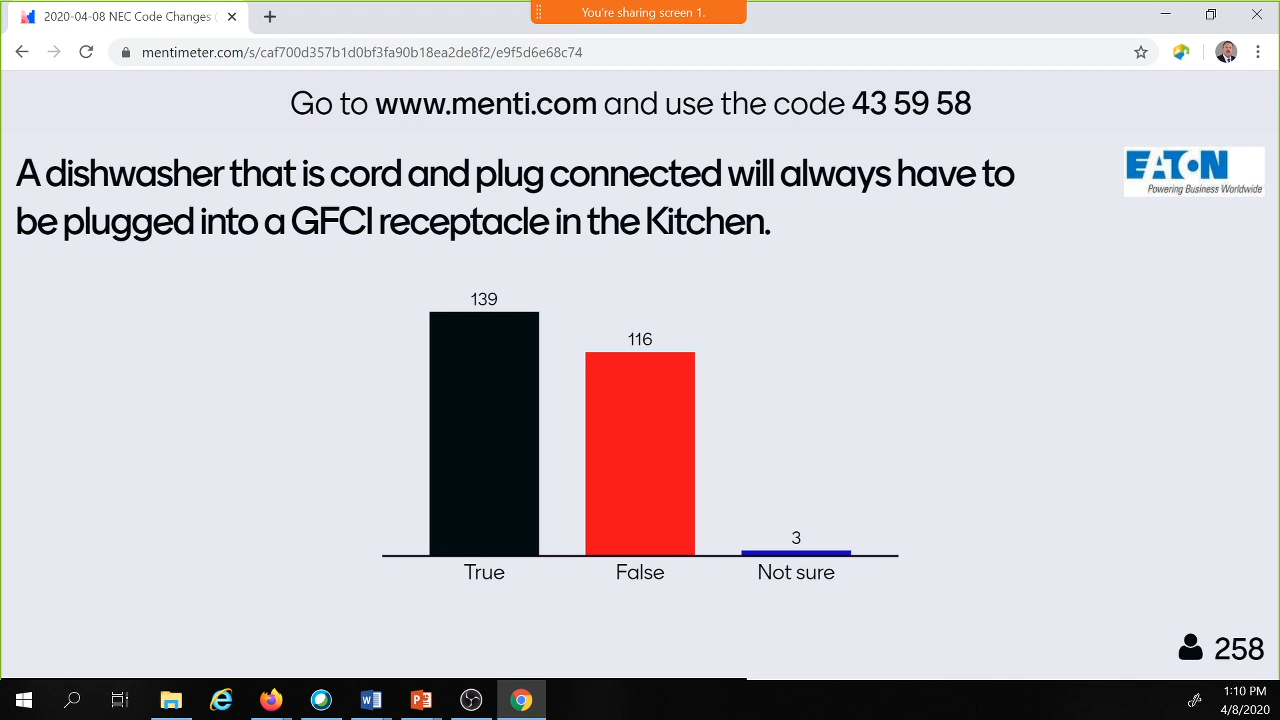 2020-04-08 NEC Code Changes (
You're sharing screen 1.
mentimeter.com/s/caf700d357b1d0bf3fa90b18ea2de8f2/e9f5d6e68c74
Go to www.menti.com and use the code 43 59 58
A dishwasher that is cord and plug connected will always have to
be plugged into a GFCI receptacle in the Kitchen.
EATON
Powering Business Worldwide
139
116
3
True
False
Not sure
258
1:10 PM
4/8/2020